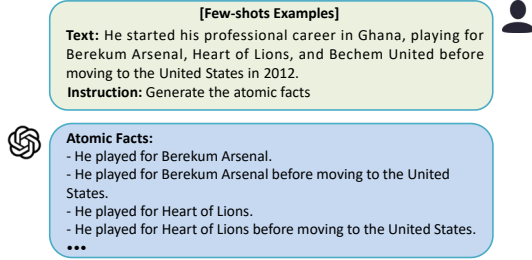 [Few-shots Examples]
Text: He started his professional career in Ghana, playing for
Berekum Arsenal, Heart of Lions, and Bechem United before
moving to the United States in 2012.
Instruction: Generate the atomic facts
Atomic Facts:
- He played for Berekum Arsenal.
- He played for Berekum Arsenal before moving to the United
States.
- He played for Heart of Lions.
- He played for Heart of Lions before moving to the United States.
•••